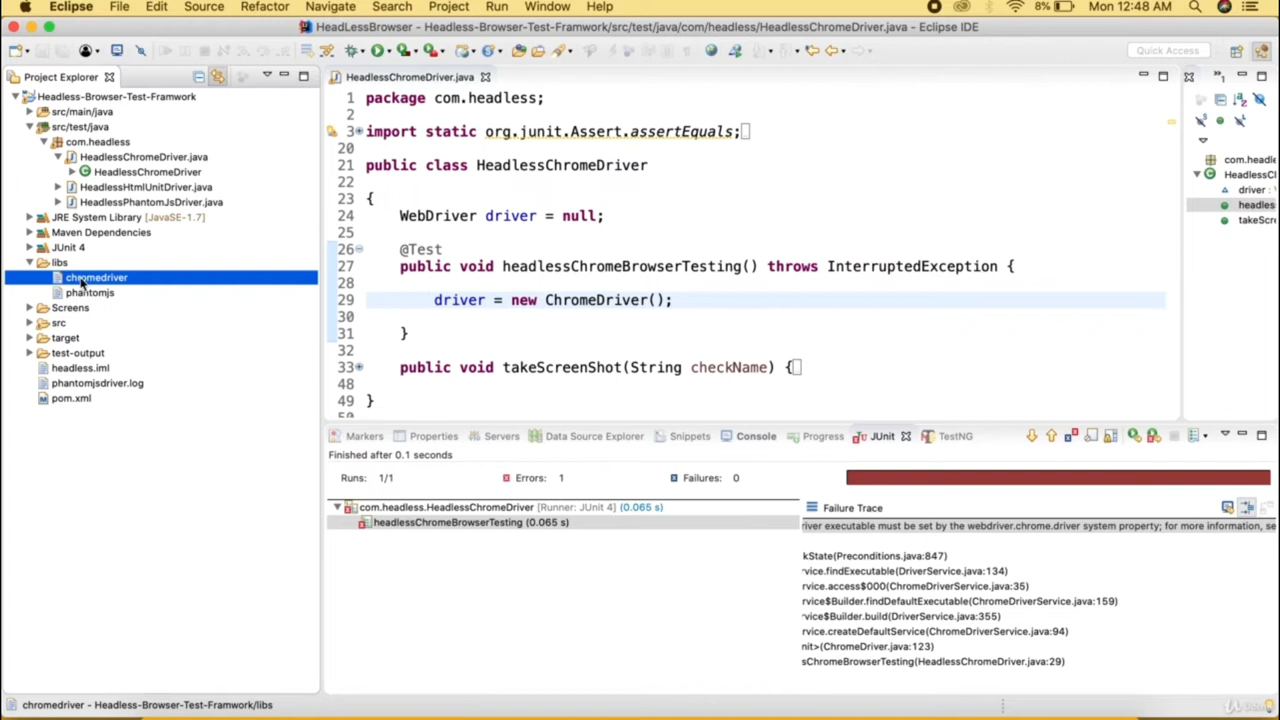 Eclipse File Edit Source Refactor Navigate Search Project Run Window Help 8% Mon 12:48 AM
HeadLessBrowser - Headless-Browser-Test-Framwork/src/test/java/com/headless/HeadlessChromeDriver.java - Eclipse IDE
Quick Access
Project Explorer
Headless-Browser-Test-Framwork
src/main/java
src/test/java
com.headless
HeadlessChromeDriver.java
HeadlessChromeDriver
HeadlessHtmlUnitDriver.java
HeadlessPhantomJsDriver.java
JRE System Library [JavaSE-1.7]
Maven Dependencies
JUnit 4
libs
chromedriver
phantomjs
Screens
src
target
test-output
headless.iml
phantomjsdriver.log
pom.xml
HeadlessChromeDriver.java
1 package com.headless;
2
3 import static org.junit.Assert.assertEquals;
20
21 public class HeadlessChromeDriver
22
23 {
24 WebDriver driver = null;
25
26 @Test
27 public void headlessChromeBrowserTesting() throws InterruptedException {
28
29 driver = new ChromeDriver();
30
31 }
32
33 public void takeScreenShot(String checkName) {
48
49 }
50
com.headle
HeadlessCl
driver :
headles
takeScre
Markers Properties Servers Data Source Explorer Snippets Console Progress JUnit TestNG
Finished after 0.1 seconds
Runs: 1/1 Errors: 1 Failures: 0
com.headless.HeadlessChromeDriver [Runner: JUnit 4] (0.065 s)
headlessChromeBrowserTesting (0.065 s)
Failure Trace
river executable must be set by the webdriver.chrome.driver system property; for more information, se
kState(Preconditions.java:847)
rvice.findExecutable(DriverService.java:134)
rvice.access$000(ChromeDriverService.java:35)
rvice$Builder.findDefaultExecutable(ChromeDriverService.java:159)
rvice$Builder.build(DriverService.java:355)
rvice.createDefaultService(ChromeDriverService.java:94)
nit>(ChromeDriver.java:123)
sChromeBrowserTesting(HeadlessChromeDriver.java:29)
chromedriver - Headless-Browser-Test-Framwork/libs